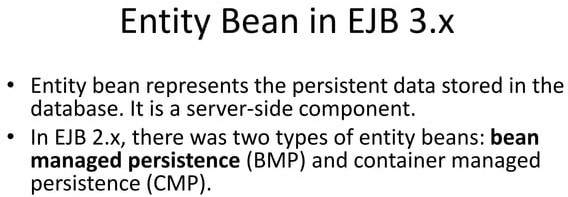 Entity Bean in EJB 3.x
• Entity bean represents the persistent data stored in the
database. It is a server-side component.
• In EJB 2.x, there was two types of entity beans: bean
managed persistence (BMP) and container managed
persistence (CMP).